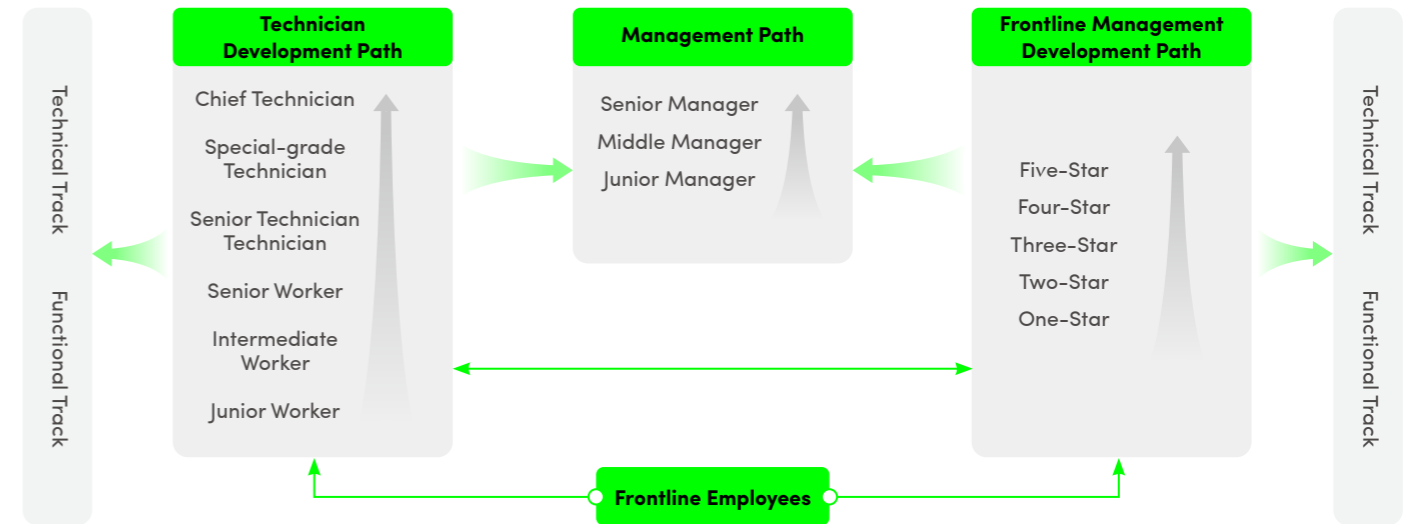 Technical Track
Functional Track
Technician
Development Path
Chief Technician
Special-grade
Technician
Senior Technician
Technician
Senior Worker
Intermediate
Worker
Junior Worker
Management Path
Senior Manager
Middle Manager
Junior Manager
Frontline Management
Development Path
Five-Star
Four-Star
Three-Star
Two-Star
One-Star
Technical Track
Functional Track
Frontline Employees